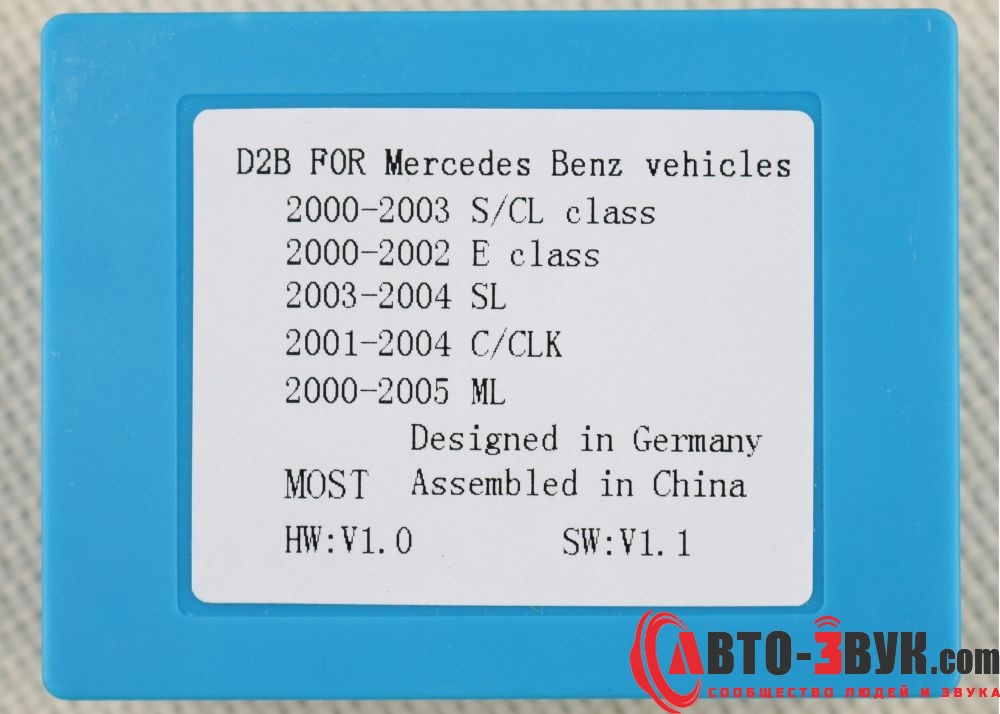 D2B FOR Mercedes Benz vehicles
2000-2003 S/CL class
2000-2002 E class
2003-2004 SL
2001-2004 C/CLK
2000-2005 ML
Designed in Germany
MOST Assembled in China
HW:V1.0 SW:V1.1
АВТО-ЗВУК.com
СООБЩЕСТВО ЛЮДЕЙ И ЗВУКА